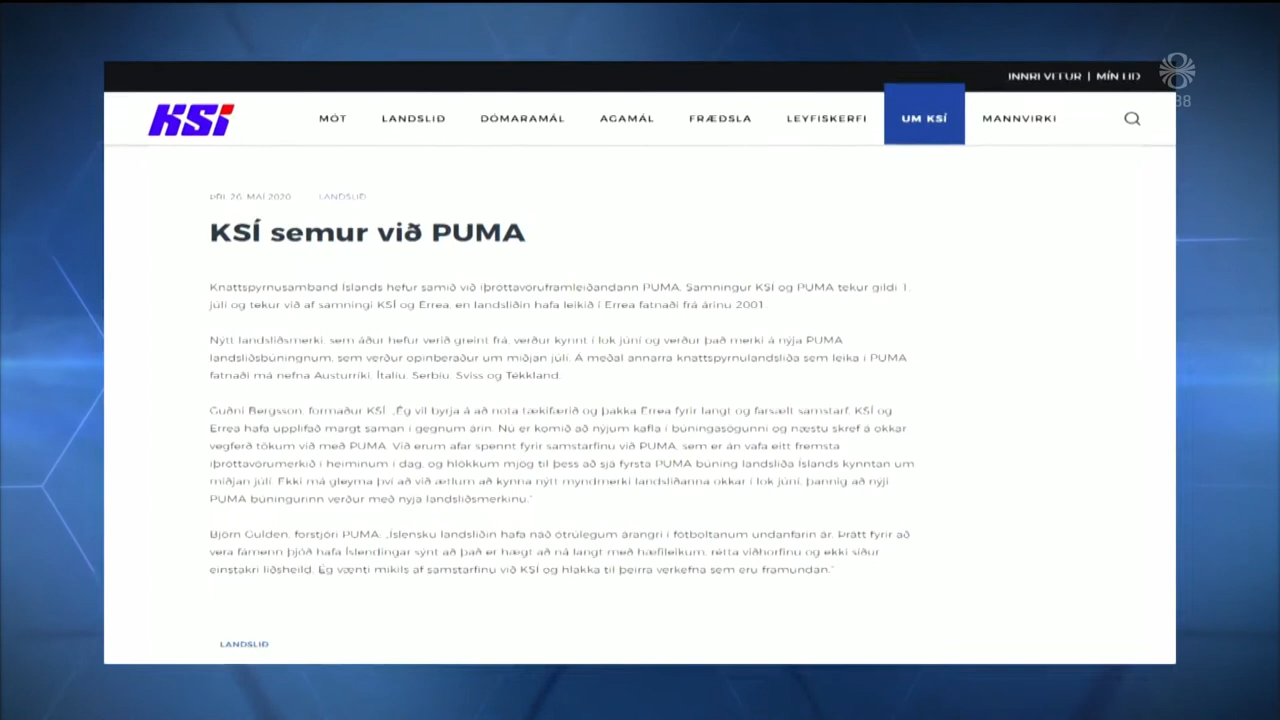 INNRI VEFUR | MÍN LIÐ
KSÍ
MÓT LANDSLIÐ DÓMARAMÁL AGAMÁL FRÆÐSLA LEYFISKERFI UM KSÍ MANNVIRKI
ÞRI. 26. MAÍ 2020 LANDSLIÐ
KSÍ semur við PUMA
Knattspyrnusamband Íslands hefur samið við íþróttavöruframleiðandann PUMA. Samningur KSÍ og PUMA tekur gildi 1.
júlí og tekur við af samningi KSÍ og Errea, en landsliðin hafa leikið í Errea fatnaði frá árinu 2001.
Nýtt landsliðsmerki, sem áður hefur verið greint frá, verður kynnt í lok júní og verður það merki á nýja PUMA
landsliðsbúningnum, sem verður opinberaður um miðjan júlí. Á meðal annarra knattspyrnulandsliða sem leika í PUMA
fatnaði má nefna Austurríki, Ítalíu, Serbíu, Sviss og Tékkland.
Guðni Bergsson, formaður KSÍ: „Ég vil byrja á að nota tækifærið og þakka Errea fyrir langt og farsælt samstarf. KSÍ og
Errea hafa upplifað margt saman í gegnum árin. Nú er komið að nýjum kafla í búningasögunni og næstu skref á okkar
vegferð tökum við með PUMA. Við erum afar spennt fyrir samstarfinu við PUMA, sem er án vafa eitt fremsta
íþróttavörumerkið í heiminum í dag, og hlökkum mjög til þess að sjá fyrsta PUMA búning landsliða Íslands kynntan um
miðjan júlí. Ekki má gleyma því að við ætlum að kynna nýtt myndmerki landsliðanna okkar í lok júní, þannig að nýji
PUMA búningurinn verður með nýja landsliðsmerkinu.“
Björn Gulden, forstjóri PUMA: „Íslensku landsliðin hafa náð ótrúlegum árangri í fótboltanum undanfarin ár. Þrátt fyrir að
vera fámenn þjóð hafa Íslendingar sýnt að það er hægt að ná langt með hæfileikum, rétta viðhorfinu og ekki síður
einstakri liðsheild. Ég vænti mikils af samstarfinu við KSÍ og hlakka til þeirra verkefna sem eru framundan.“
LANDSLIÐ